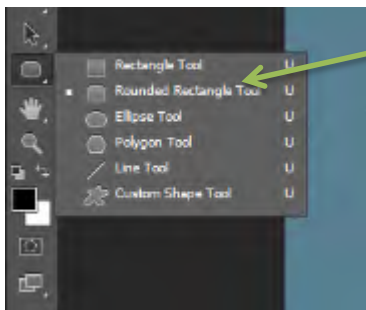 Rectangle Tool U
Rounded Rectangle Tool U
Ellipse Tool U
Polygon Tool U
Line Tool U
Custom Shape Tool U